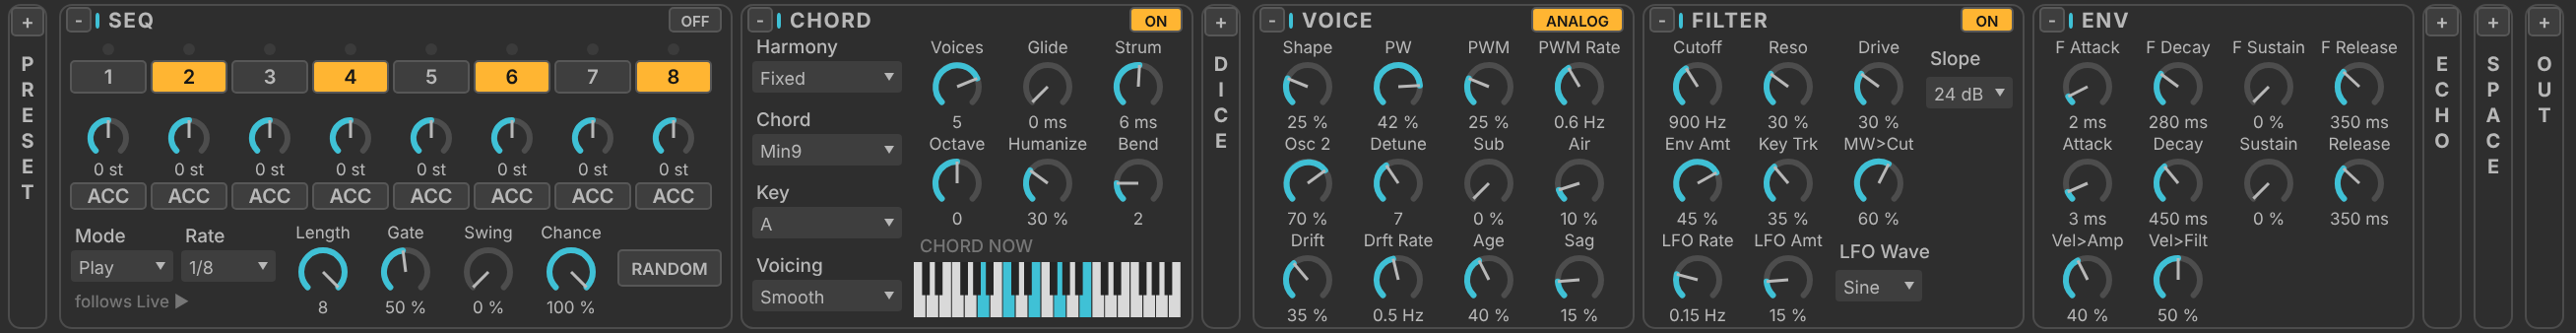 +
PRESET
- SEQ OFF
1 2 3 4 5 6 7 8
0 st 0 st 0 st 0 st 0 st 0 st 0 st 0 st
ACC ACC ACC ACC ACC ACC ACC ACC
Mode Rate Length Gate Swing Chance
Play 1/8 RANDOM
follows Live ▶ 8 50 % 0 % 100 %
- CHORD ON
Harmony Voices Glide Strum
Fixed
5 0 ms 6 ms
Chord
Min9
Octave Humanize Bend
0 30 % 2
Key
A
CHORD NOW
Voicing
Smooth
+
DICE
- VOICE ANALOG
Shape PW PWM PWM Rate
25 % 42 % 25 % 0.6 Hz
Osc 2 Detune Sub Air
70 % 7 0 % 10 %
Drift Drft Rate Age Sag
35 % 0.5 Hz 40 % 15 %
- FILTER ON
Cutoff Reso Drive Slope
24 dB
900 Hz 30 % 30 %
Env Amt Key Trk MW>Cut
45 % 35 % 60 %
LFO Rate LFO Amt LFO Wave
Sine
0.15 Hz 15 %
- ENV
F Attack F Decay F Sustain F Release
2 ms 280 ms 0 % 350 ms
Attack Decay Sustain Release
3 ms 450 ms 0 % 350 ms
Vel>Amp Vel>Filt
40 % 50 %
+
ECHO
+
SPACE
+
OUT